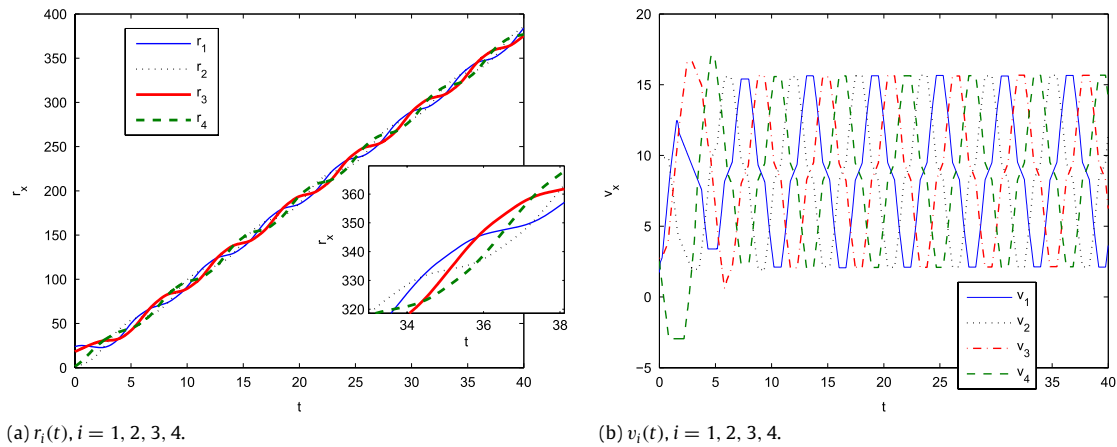 400
350
300
250
200
150
100
50
0
r_x
r_1
r_2
r_3
r_4
360
350
340
330
320
r_x
34 36 38
t
0 5 10 15 20 25 30 35 40
t
(a) r_i(t), i = 1, 2, 3, 4.
20
15
10
5
0
−5
v_x
v_1
v_2
v_3
v_4
0 5 10 15 20 25 30 35 40
t
(b) v_i(t), i = 1, 2, 3, 4.